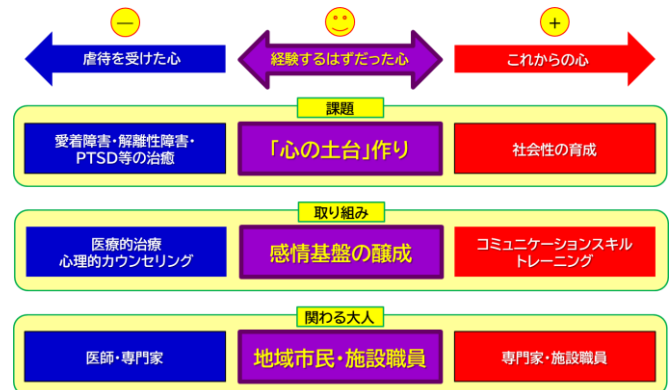 －
＋
虐待を受けた心
経験するはずだった心
これからの心
課題
愛着障害・解離性障害・
PTSD等の治癒
「心の土台」作り
社会性の育成
取り組み
医療的治療
心理的カウンセリング
感情基盤の醸成
コミュニケーションスキル
トレーニング
関わる大人
医師・専門家
地域市民・施設職員
専門家・施設職員